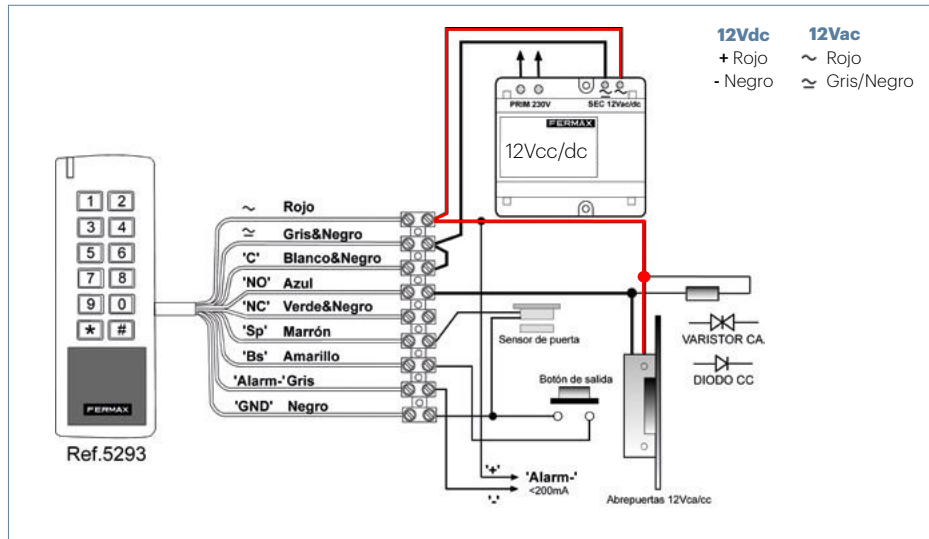 12Vdc 12Vac
+ Rojo ~ Rojo
- Negro ≃ Gris/Negro
PRIM 230V SEC 12Vac/dc
FERMAX
12Vcc/dc
1 2
3 4
5 6
7 8
9 0
* #
FERMAX
Ref.5293
~ Rojo
≃ Gris&Negro
'C' Blanco&Negro
'NO' Azul
'NC' Verde&Negro
'Sp' Marrón
'Bs' Amarillo
'Alarm-' Gris
'GND' Negro
Sensor de puerta
Botón de salida
VARISTOR CA.
DIODO CC
'+' 'Alarm-'
<200mA
'-'
Abrepuertas 12Vca/cc